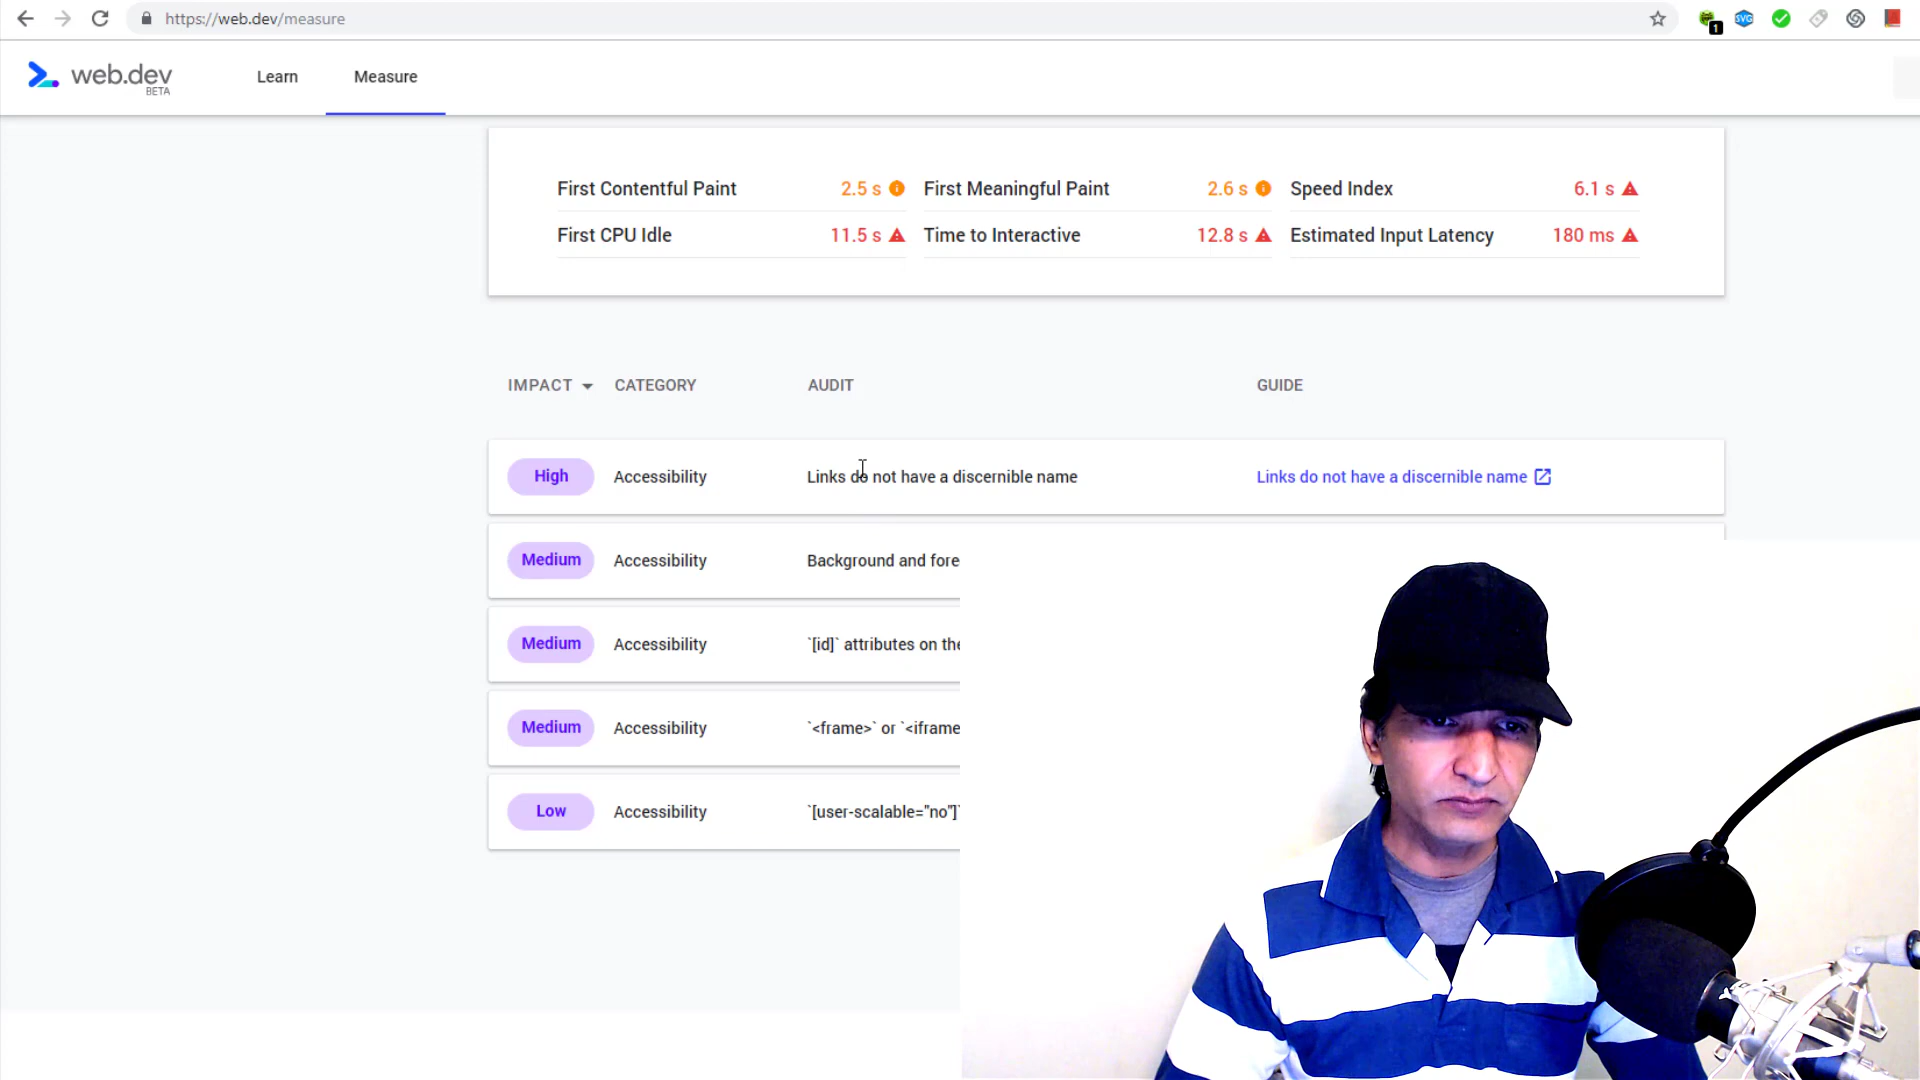 https://web.dev/measure
1
SVG
web.dev
BETA
Learn
Measure
First Contentful Paint 2.5 s First Meaningful Paint 2.6 s Speed Index 6.1 s
First CPU Idle 11.5 s Time to Interactive 12.8 s Estimated Input Latency 180 ms
IMPACT CATEGORY AUDIT GUIDE
High Accessibility Links do not have a discernible name Links do not have a discernible name
Medium Accessibility Background and fore
Medium Accessibility `[id]` attributes on the
Medium Accessibility `<frame>` or `<iframe
Low Accessibility `[user-scalable="no"]`